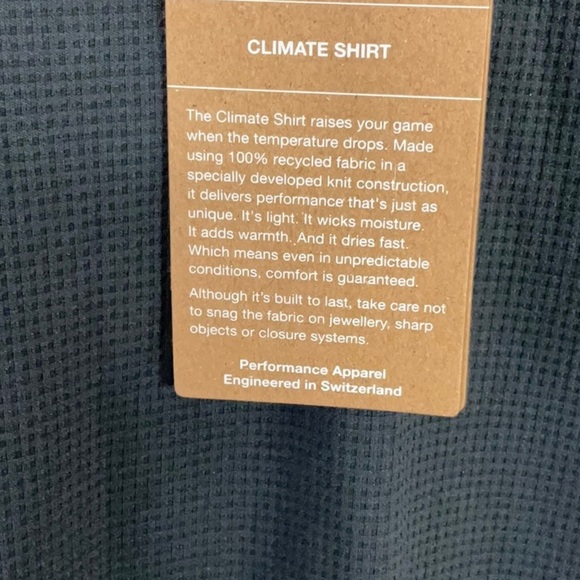 CLIMATE SHIRT
The Climate Shirt raises your game
when the temperature drops. Made
using 100% recycled fabric in a
specially developed knit construction,
it delivers performance that's just as
unique. It's light. It wicks moisture.
It adds warmth. And it dries fast.
Which means even in unpredictable
conditions, comfort is guaranteed.
Although it's built to last, take care not
to snag the fabric on jewellery, sharp
objects or closure systems.
Performance Apparel
Engineered in Switzerland